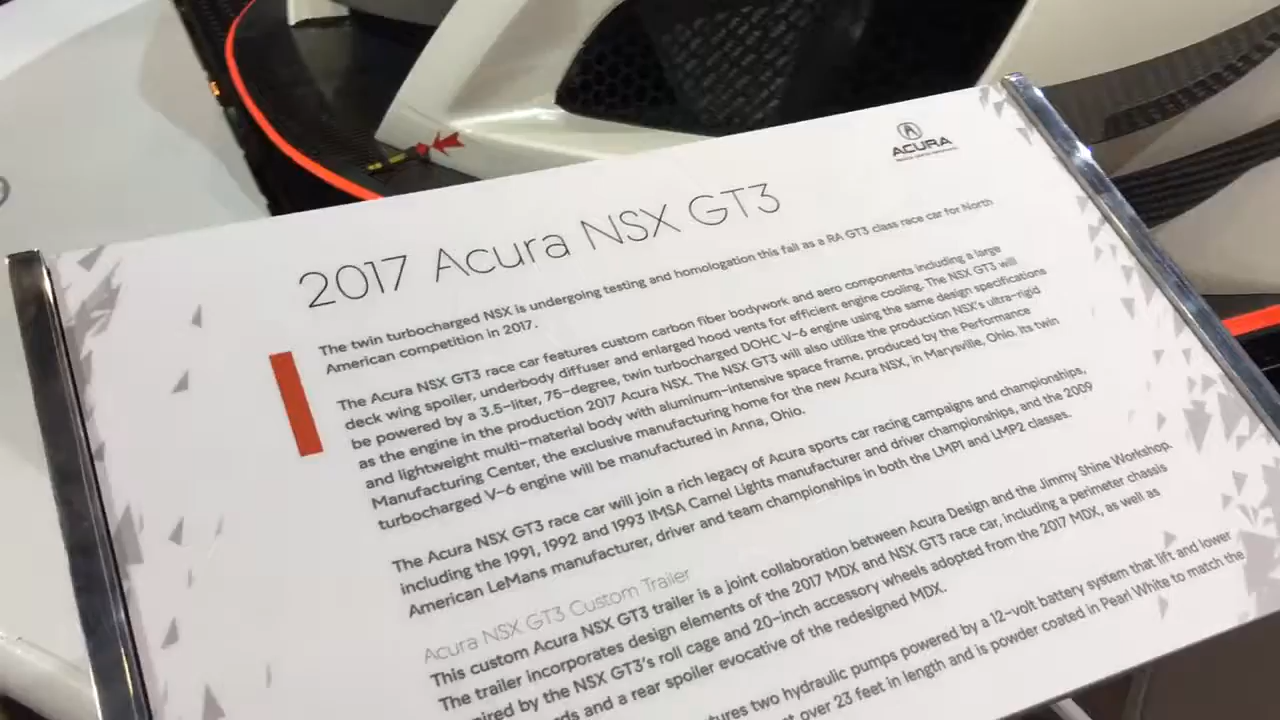 ACURA
2017 Acura NSX GT3
The twin turbocharged NSX is undergoing testing and homologation this fall as a RA GT3 class race car for North
American competition in 2017.
The Acura NSX GT3 race car features custom carbon fiber bodywork and aero components including a large
deck wing spoiler, underbody diffuser and enlarged hood vents for efficient engine cooling. The NSX GT3 will
be powered by a 3.5-liter, 75-degree, twin turbocharged DOHC V-6 engine using the same design specifications
as the engine in the production 2017 Acura NSX. The NSX GT3 will also utilize the production NSX's ultra-rigid
and lightweight multi-material body with aluminum-intensive space frame, produced by the Performance
Manufacturing Center, the exclusive manufacturing home for the new Acura NSX, in Marysville, Ohio. Its twin
turbocharged V-6 engine will be manufactured in Anna, Ohio.
The Acura NSX GT3 race car will join a rich legacy of Acura sports car racing campaigns and championships,
including the 1991, 1992 and 1993 IMSA Camel Lights manufacturer and driver championships, and the 2009
American LeMans manufacturer, driver and team championships in both the LMP1 and LMP2 classes.
Acura NSX GT3 Custom Trailer
This custom Acura NSX GT3 trailer is a joint collaboration between Acura Design and the Jimmy Shine Workshop.
The trailer incorporates design elements of the 2017 MDX and NSX GT3 race car, including a perimeter chassis
pired by the NSX GT3's roll cage and 20-inch accessory wheels adopted from the 2017 MDX, as well as
ds and a rear spoiler evocative of the redesigned MDX.
tures two hydraulic pumps powered by a 12-volt battery system that lift and lower
over 23 feet in length and is powder coated in Pearl White to match the